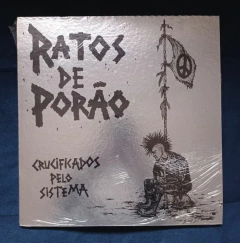 RATOS
DE
PORÃO
CRUCIFICADOS
PELO
SISTEMA